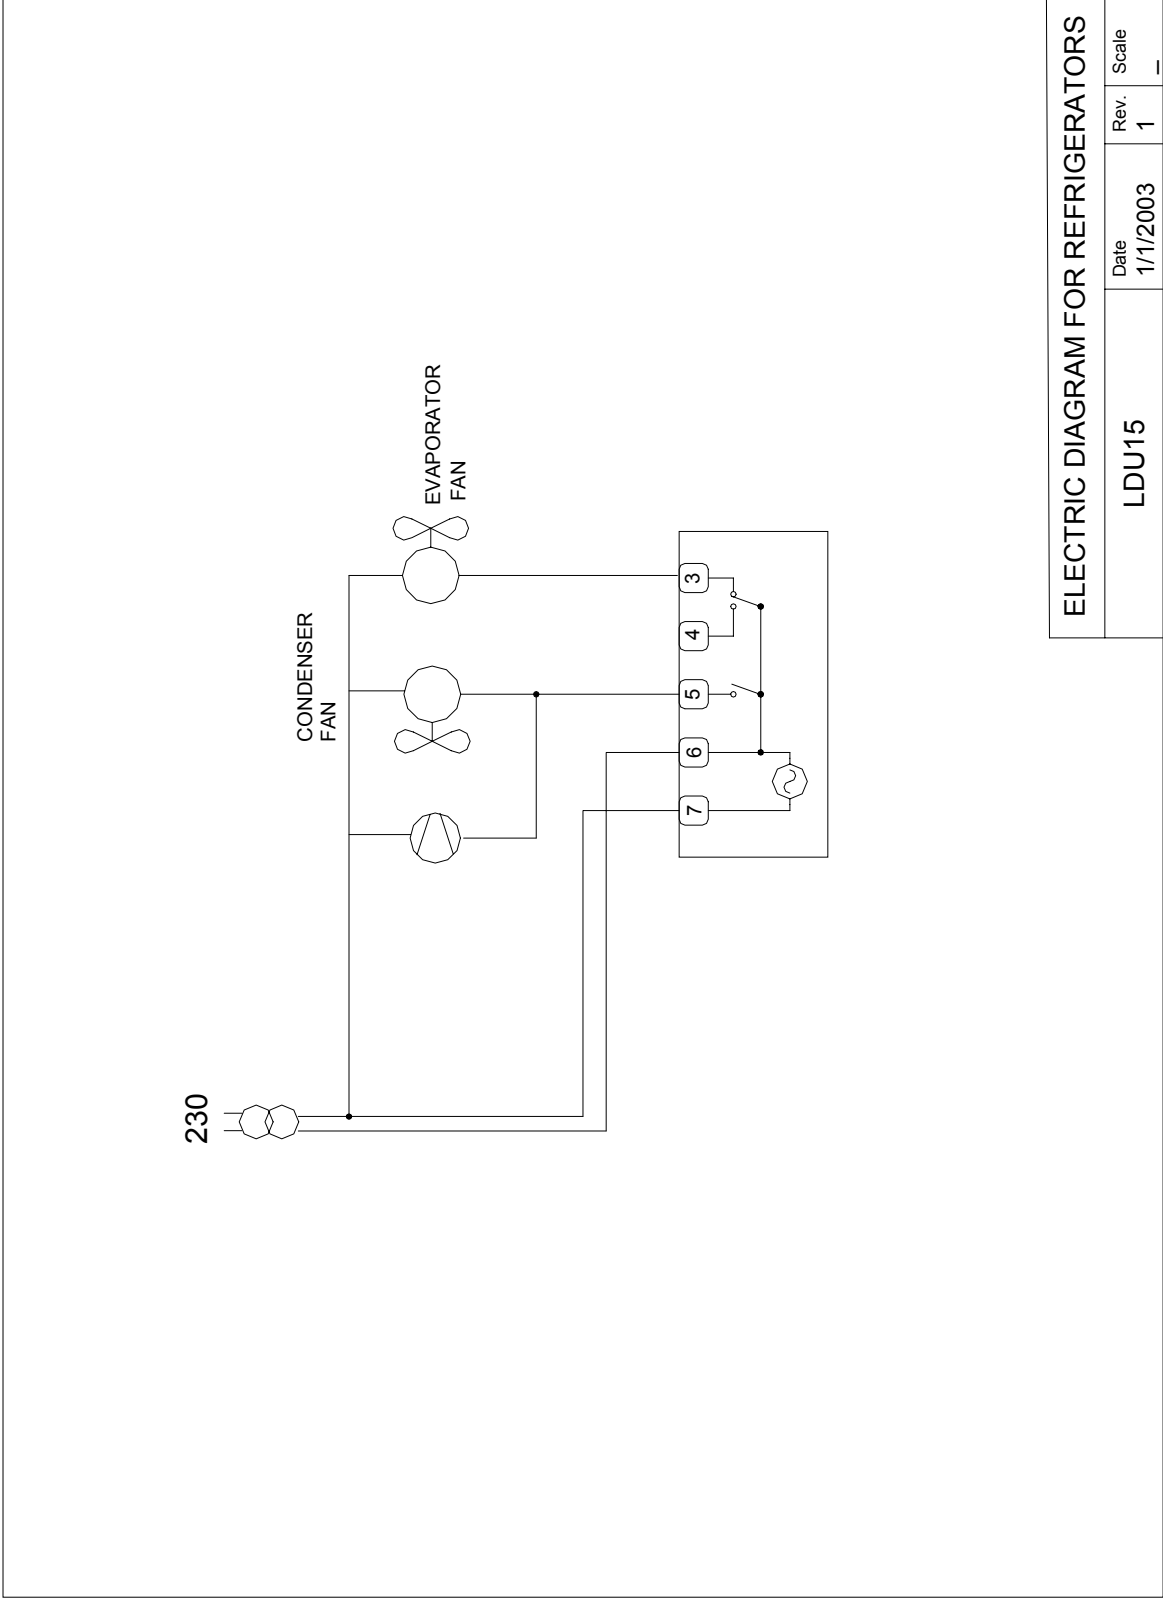 230
CONDENSER
FAN
EVAPORATOR
FAN
7
6
5
4
3
ELECTRIC DIAGRAM FOR REFRIGERATORS
LDU15
Date
1/1/2003
Rev.
1
Scale
_